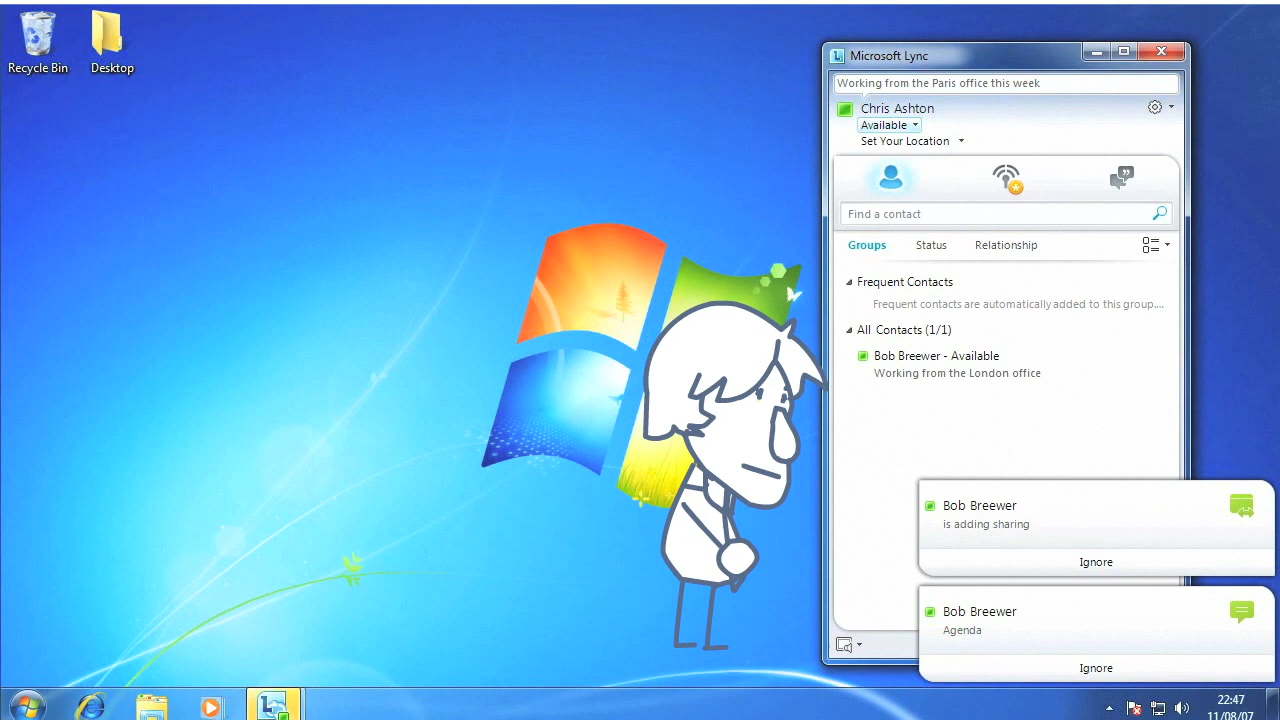 Recycle Bin
Desktop
Microsoft Lync
Working from the Paris office this week
Chris Ashton
Available
Set Your Location
Find a contact
Groups Status Relationship
Frequent Contacts
Frequent contacts are automatically added to this group....
All Contacts (1/1)
Bob Breewer - Available
Working from the London office
Bob Breewer
is adding sharing
Ignore
Bob Breewer
Agenda
Ignore
22:47
11/08/07